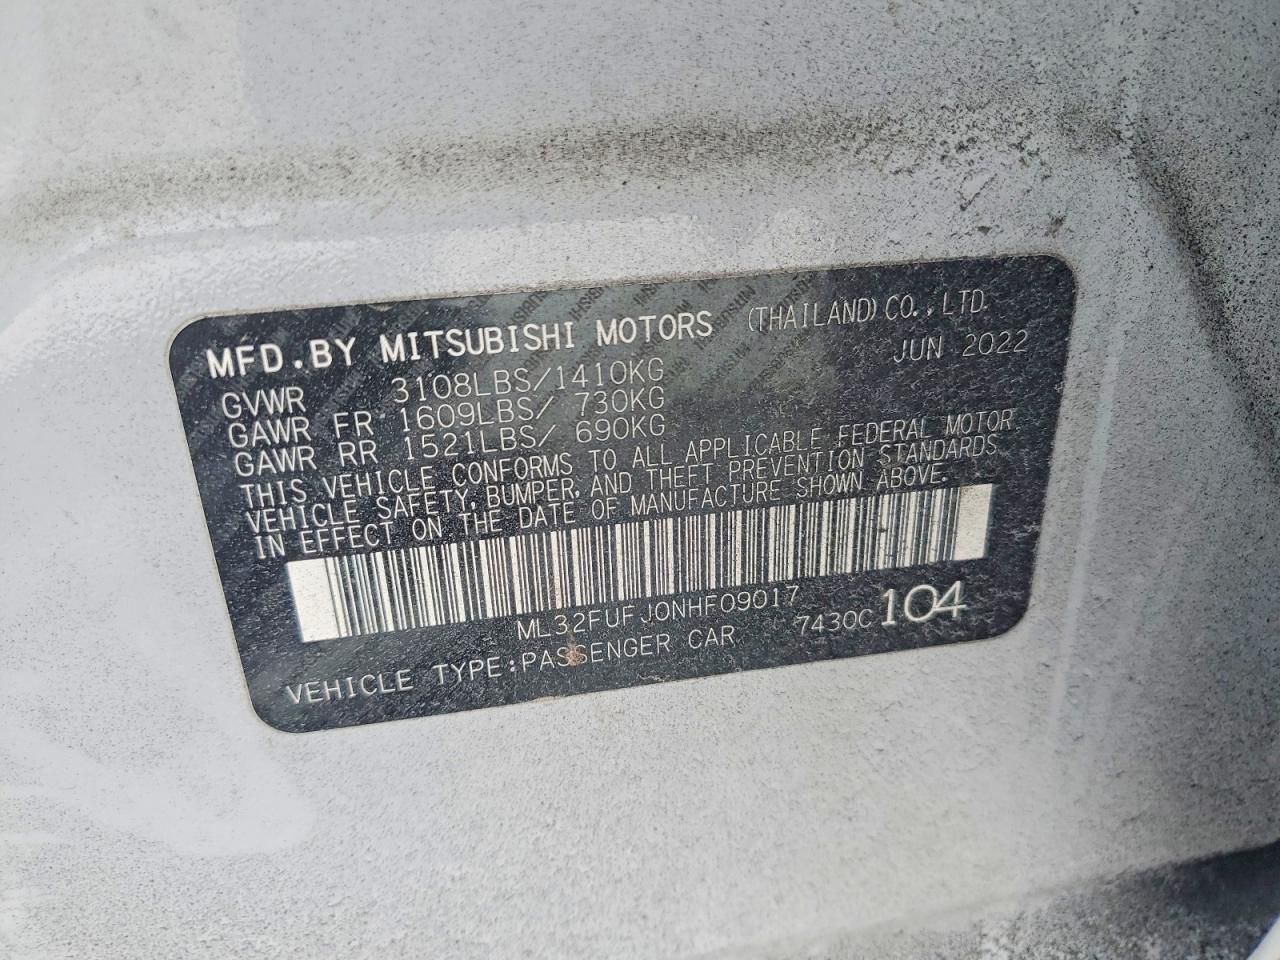 MFD.BY MITSUBISHI MOTORS (THAILAND) CO.,LTD.
JUN 2022
GVWR 3108LBS/1410KG
GAWR FR 1609LBS/ 730KG
GAWR RR 1521LBS/ 690KG
THIS VEHICLE CONFORMS TO ALL APPLICABLE FEDERAL MOTOR
VEHICLE SAFETY, BUMPER, AND THEFT PREVENTION STANDARDS
IN EFFECT ON THE DATE OF MANUFACTURE SHOWN ABOVE.
ML32FUFJ0NHF09017
VEHICLE TYPE:PASSENGER CAR 7430C 104